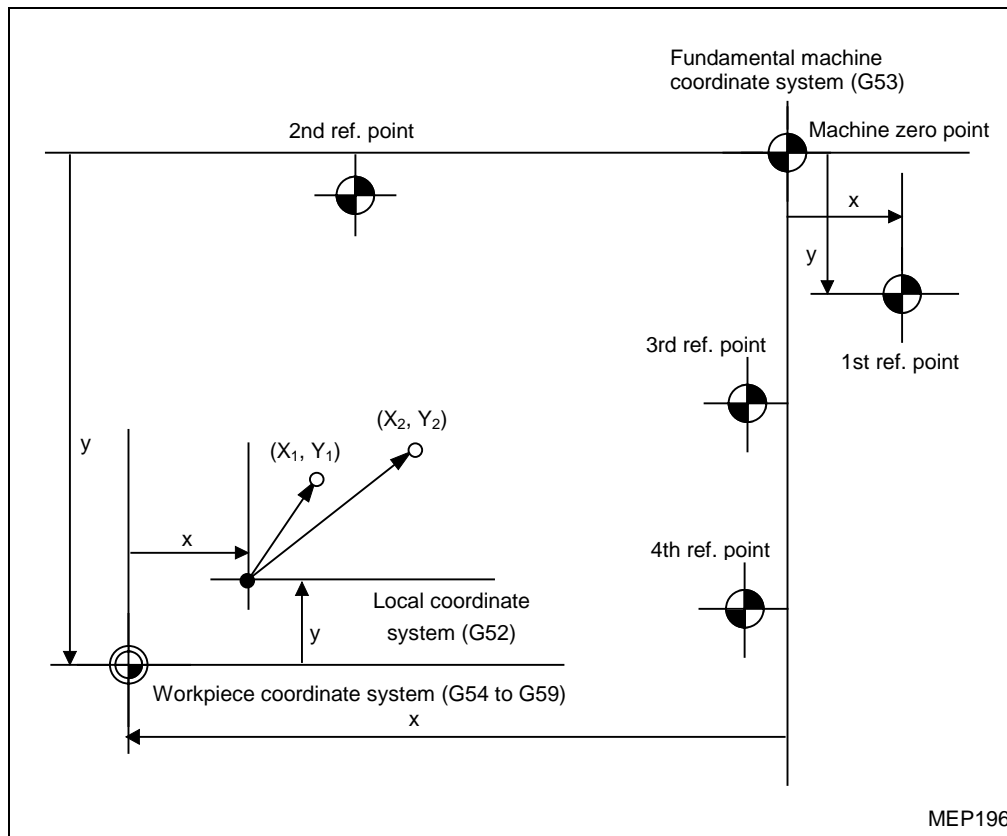 Fundamental machine
coordinate system (G53)
2nd ref. point
Machine zero point
x
y
3rd ref. point
1st ref. point
(X₂, Y₂)
y
(X₁, Y₁)
x
4th ref. point
Local coordinate
system (G52)
y
Workpiece coordinate system (G54 to G59)
x
MEP196